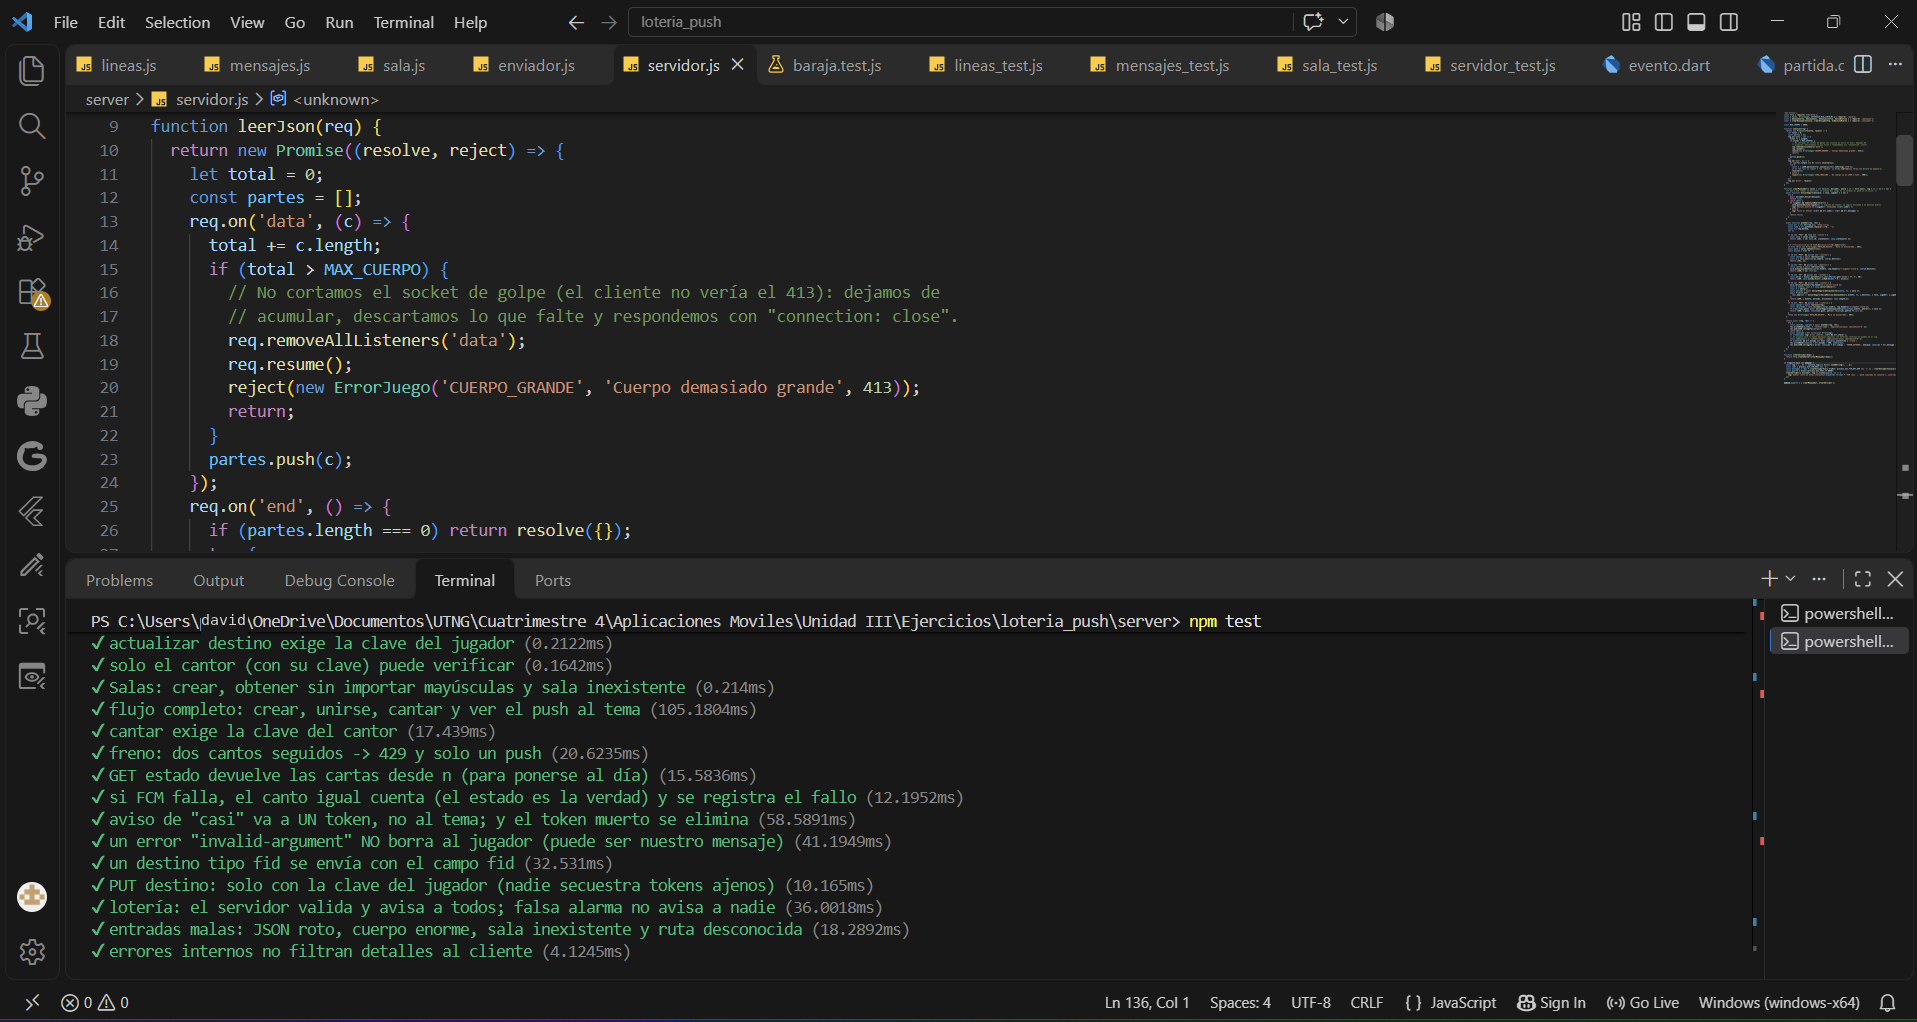 File Edit Selection View Go Run Terminal Help
loteria_push
lineas.js mensajes.js sala.js enviador.js servidor.js baraja.test.js lineas_test.js mensajes_test.js sala_test.js servidor_test.js evento.dart partida.c
server > servidor.js > <unknown>
9 function leerJson(req) {
10 return new Promise((resolve, reject) => {
11 let total = 0;
12 const partes = [];
13 req.on('data', (c) => {
14 total += c.length;
15 if (total > MAX_CUERPO) {
16 // No cortamos el socket de golpe (el cliente no vería el 413): dejamos de
17 // acumular, descartamos lo que falte y respondemos con "connection: close".
18 req.removeAllListeners('data');
19 req.resume();
20 reject(new ErrorJuego('CUERPO_GRANDE', 'Cuerpo demasiado grande', 413));
21 return;
22 }
23 partes.push(c);
24 });
25 req.on('end', () => {
26 if (partes.length === 0) return resolve({});
Problems Output Debug Console Terminal Ports
PS C:\Users\david\OneDrive\Documentos\UTNG\Cuatrimestre 4\Aplicaciones Moviles\Unidad III\Ejercicios\loteria_push\server> npm test
✓ actualizar destino exige la clave del jugador (0.2122ms)
✓ solo el cantor (con su clave) puede verificar (0.1642ms)
✓ Salas: crear, obtener sin importar mayúsculas y sala inexistente (0.214ms)
✓ flujo completo: crear, unirse, cantar y ver el push al tema (105.1804ms)
✓ cantar exige la clave del cantor (17.439ms)
✓ freno: dos cantos seguidos -> 429 y solo un push (20.6235ms)
✓ GET estado devuelve las cartas desde n (para ponerse al día) (15.5836ms)
✓ si FCM falla, el canto igual cuenta (el estado es la verdad) y se registra el fallo (12.1952ms)
✓ aviso de "casi" va a UN token, no al tema; y el token muerto se elimina (58.5891ms)
✓ un error "invalid-argument" NO borra al jugador (puede ser nuestro mensaje) (41.1949ms)
✓ un destino tipo fid se envía con el campo fid (32.531ms)
✓ PUT destino: solo con la clave del jugador (nadie secuestra tokens ajenos) (10.165ms)
✓ lotería: el servidor valida y avisa a todos; falsa alarma no avisa a nadie (36.0018ms)
✓ entradas malas: JSON roto, cuerpo enorme, sala inexistente y ruta desconocida (18.2892ms)
✓ errores internos no filtran detalles al cliente (4.1245ms)
powershell...
powershell...
0 0 Ln 136, Col 1 Spaces: 4 UTF-8 CRLF {} JavaScript Sign In Go Live Windows (windows-x64)